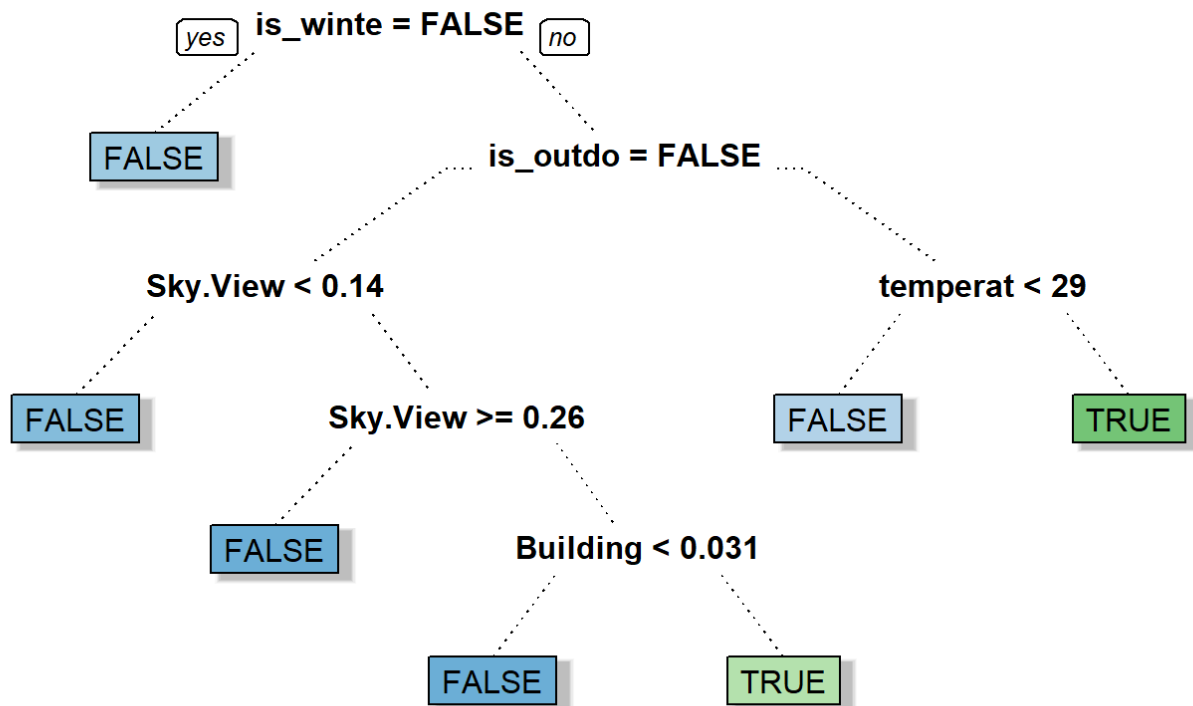 yes is_winte = FALSE no
FALSE
is_outdo = FALSE
Sky.View < 0.14
temperat < 29
FALSE
Sky.View >= 0.26
FALSE
TRUE
FALSE
Building < 0.031
FALSE
TRUE